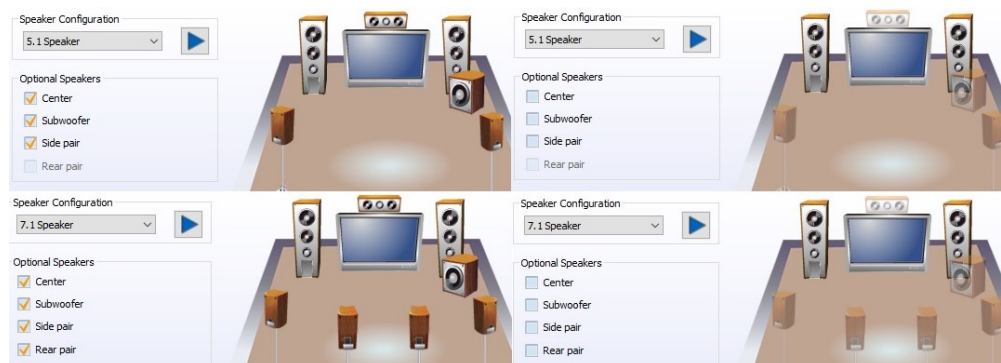 Speaker Configuration
5.1 Speaker
Optional Speakers
Center
Subwoofer
Side pair
Rear pair
Speaker Configuration
5.1 Speaker
Optional Speakers
Center
Subwoofer
Side pair
Rear pair
Speaker Configuration
7.1 Speaker
Optional Speakers
Center
Subwoofer
Side pair
Rear pair
Speaker Configuration
7.1 Speaker
Optional Speakers
Center
Subwoofer
Side pair
Rear pair